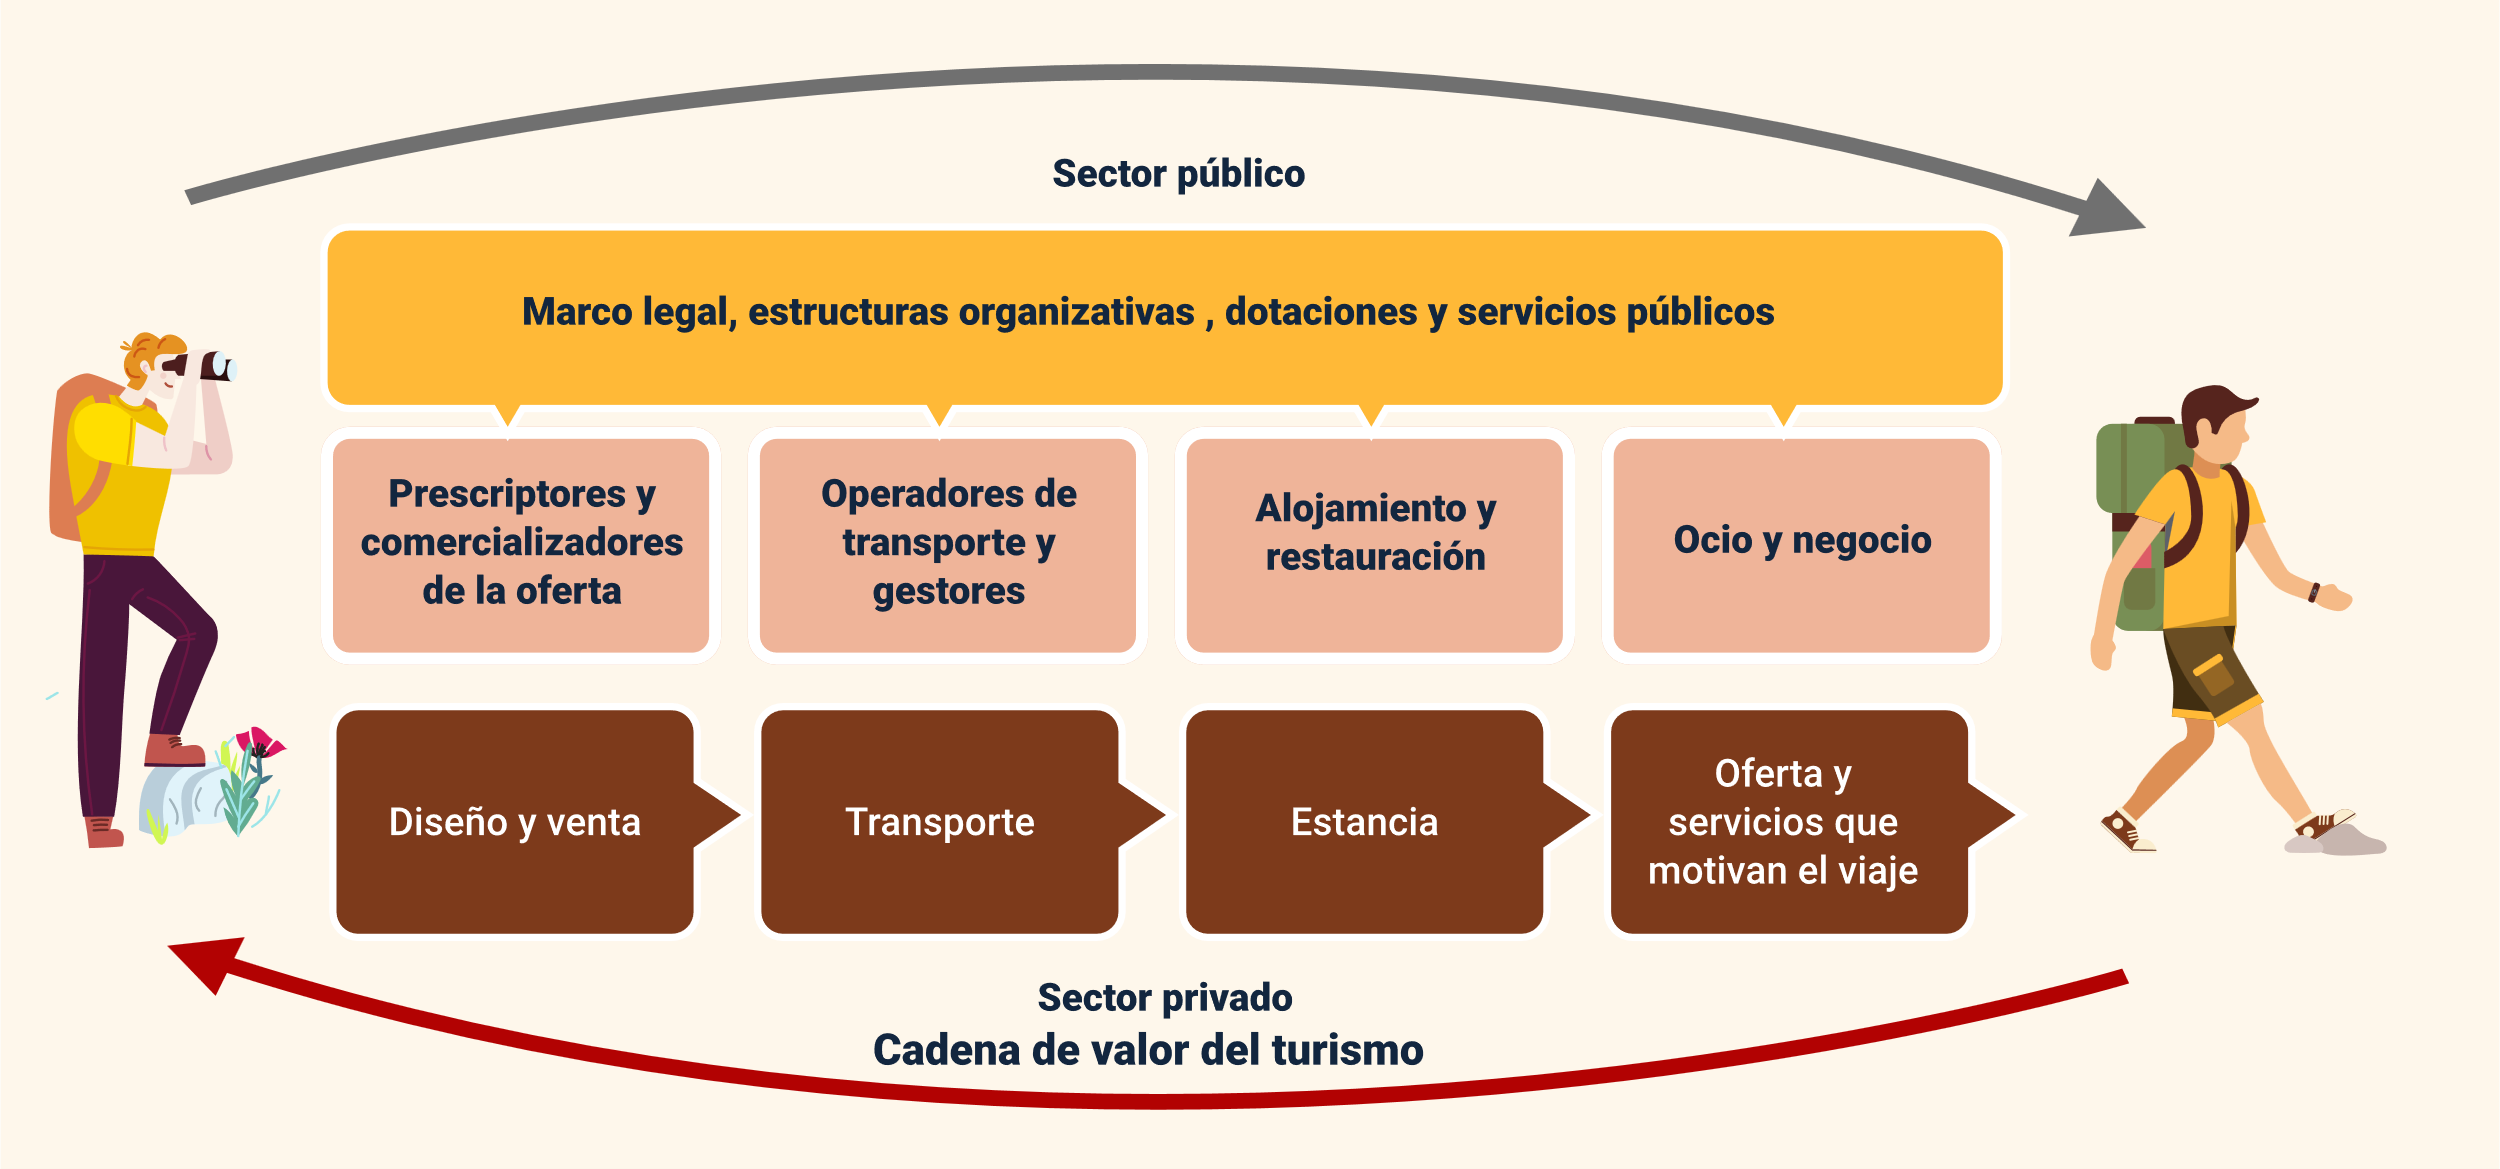 Sector público
Marco legal, estructuras organizativas , dotaciones y servicios públicos
Prescriptores y
comercializadores
de la oferta
Operadores de
transporte y
gestores
Alojamiento y
restauración
Ocio y negocio
Diseño y venta
Transporte
Estancia
Oferta y
servicios que
motivan el viaje
Sector privado
Cadena de valor del turismo